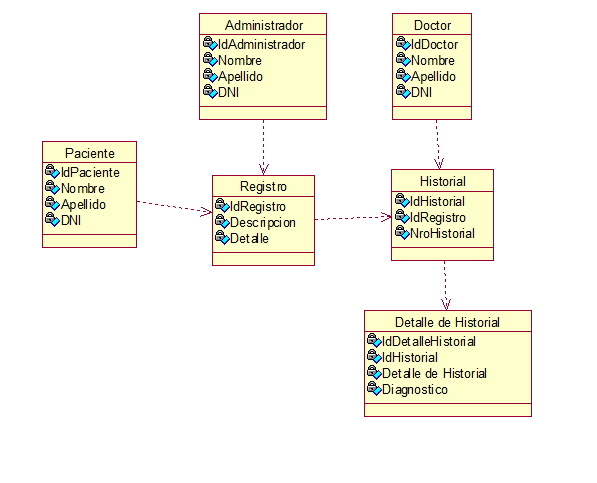 Administrador
IdAdministrador
Nombre
Apellido
DNI
Doctor
IdDoctor
Nombre
Apellido
DNI
Paciente
IdPaciente
Nombre
Apellido
DNI
Registro
IdRegistro
Descripcion
Detalle
Historial
IdHistorial
IdRegistro
NroHistorial
Detalle de Historial
IdDetalleHistorial
IdHistorial
Detalle de Historial
Diagnostico